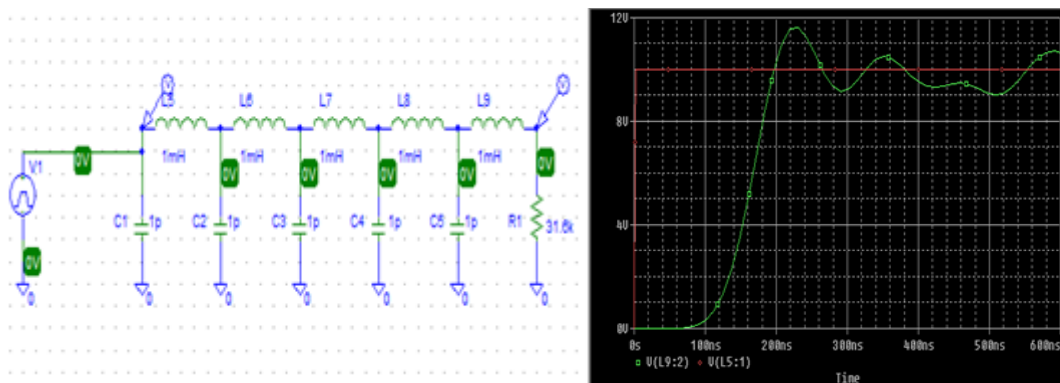 L5 L6 L7 L8 L9
1mH 1mH 1mH 1mH 1mH
V V
V1
0V 0V 0V 0V 0V 0V
C1 1p C2 1p C3 1p C4 1p C5 1p R1 31.6k
0V
0 0 0 0 0 0 0
12V
8V
4V
0V
0s 100ns 200ns 300ns 400ns 500ns 600ns
V(L9:2) V(L5:1)
Time